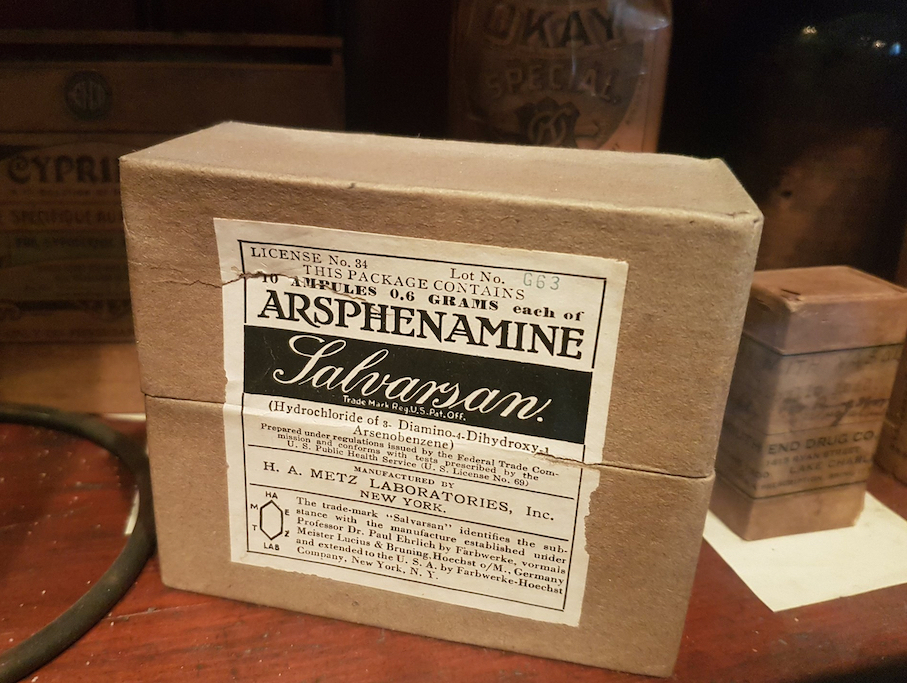 OKAY
SPECIAL
CYPRI
LICENSE No. 34
Lot No. G63
THIS PACKAGE CONTAINS
10 AMPULES 0.6 GRAMS each of
ARSPHENAMINE
Salvarsan.
Trade Mark Reg. U.S. Pat. Off.
(Hydrochloride of 3- Diamino-4-Dihydroxy-1
Arsenobenzene)
Prepared under regulations issued by the Federal Trade Com-
mission and conforms with tests prescribed by the
U. S. Public Health Service (U. S. License No. 69)
MANUFACTURED BY
H. A. METZ LABORATORIES, Inc.
NEW YORK.
HA
M E
T Z
LAB
The trade-mark "Salvarsan" identifies the sub-
stance with the manufacture established under
Professor Dr. Paul Ehrlich by Farbwerke, vormals
Meister Lucius & Bruning, Hoechst o/M., Germany
and extended to the U. S. A. by Farbwerke-Hoechst
Company, New York, N. Y.
END DRUG CO
LAKE